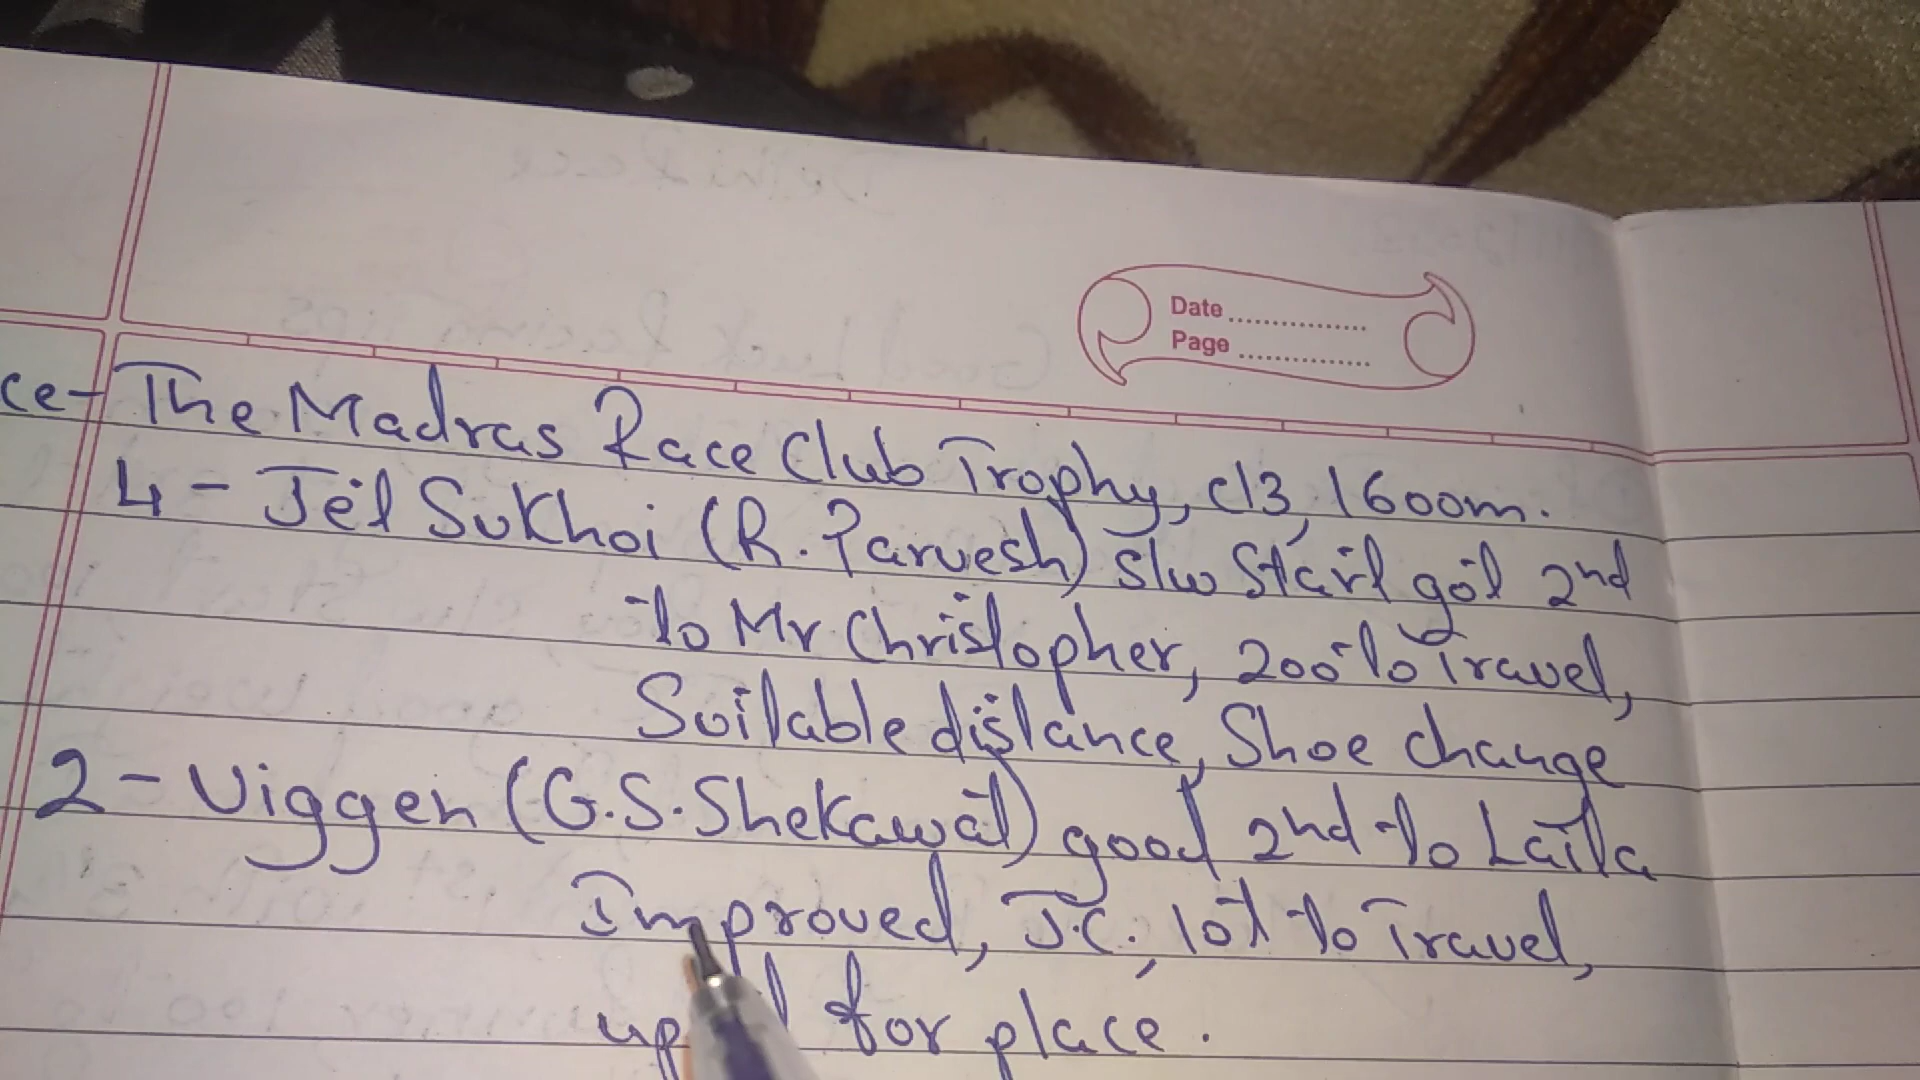 Date ................
Page ................
ce- The Madras Race Club Trophy, cl3, 1600m.
4 - Jet Sukhoi (R. Parvesh) slw Start got 2nd
to Mr Christopher, 200 to Travel,
Suitable distance, Shoe change
2 - Viggen (G.S. Shekawat) good 2nd to Laila
Improved, J.C., lot to Travel,
for place.